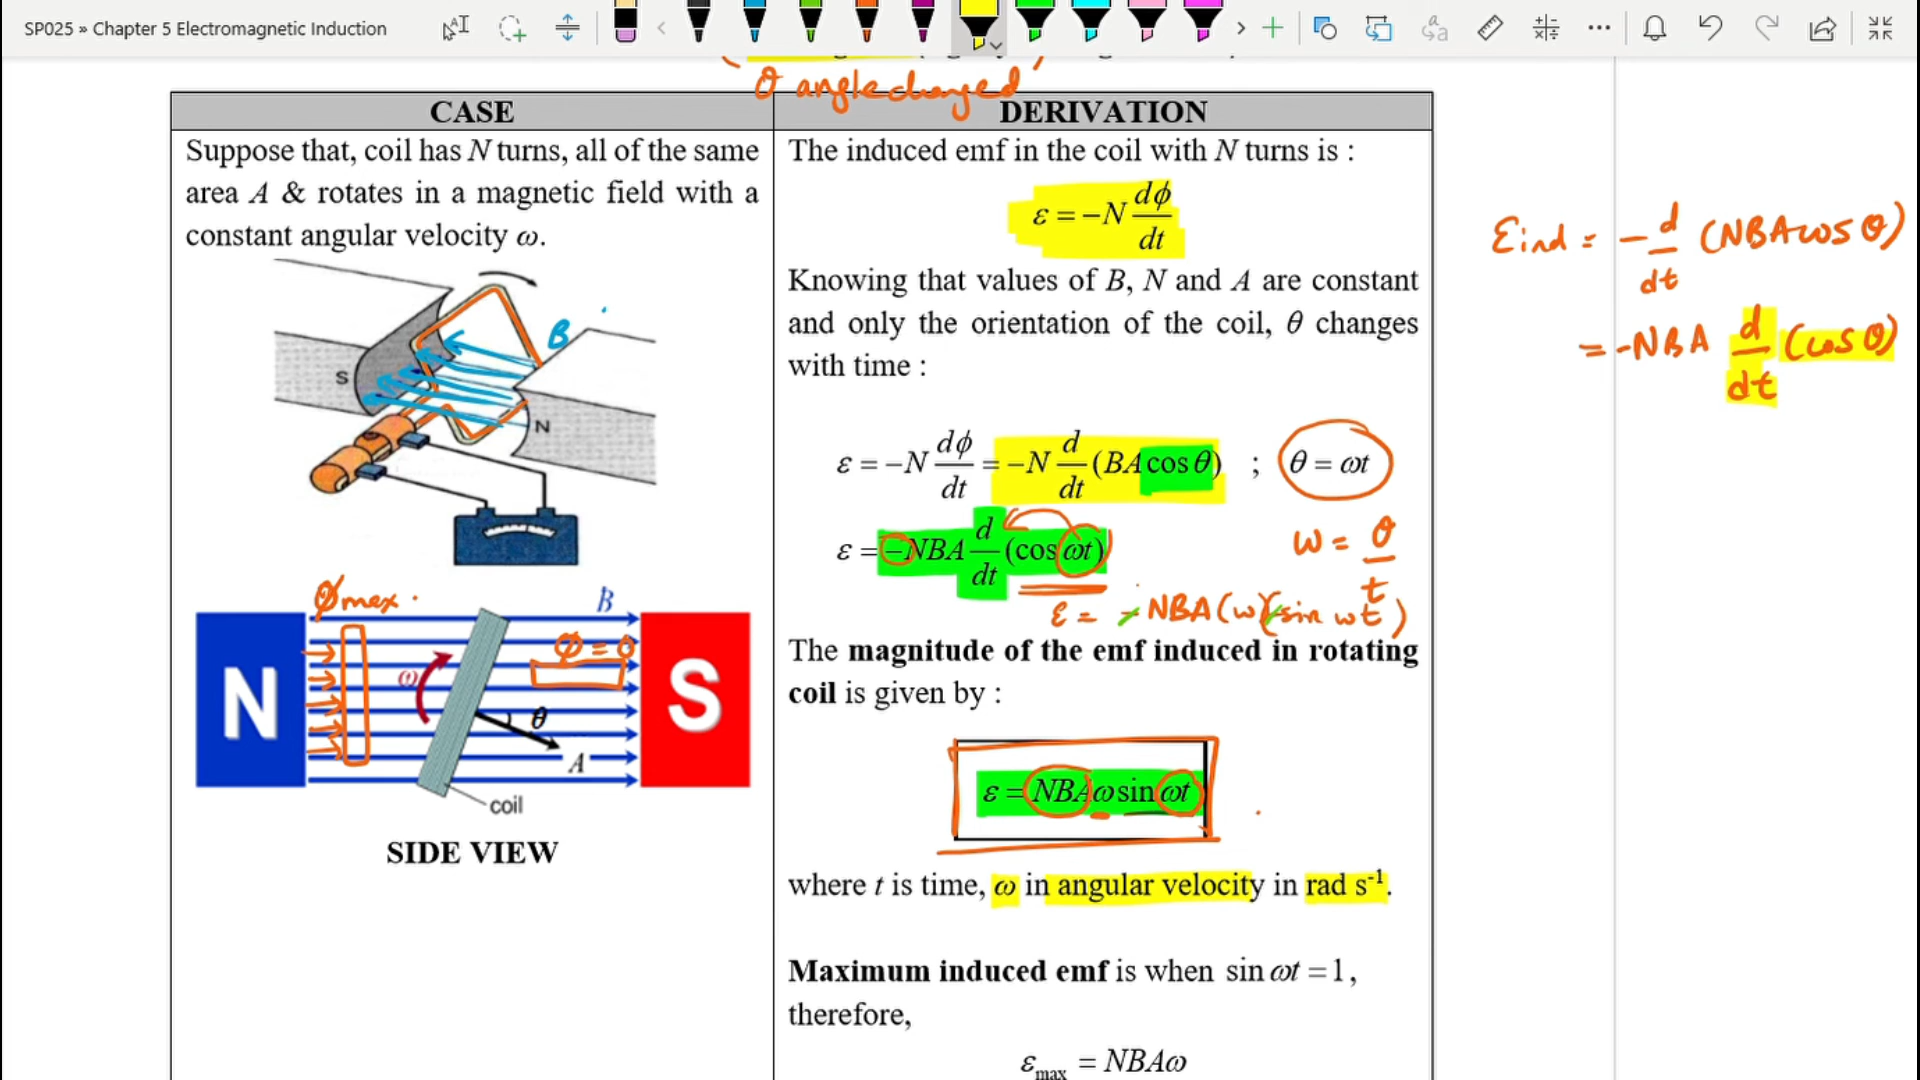 SP025 » Chapter 5 Electromagnetic Induction
θ angle changed
CASE
DERIVATION
Suppose that, coil has N turns, all of the same
area A & rotates in a magnetic field with a
constant angular velocity ω.
B
S
N
ϕmax
B
ϕ = 0
N
S
ω
θ
A
coil
SIDE VIEW
The induced emf in the coil with N turns is :
ε = −N dϕ/dt
Knowing that values of B, N and A are constant
and only the orientation of the coil, θ changes
with time :
ε = −N dϕ/dt = −N d/dt (BA cos θ) ; θ = ωt
ε = −NBA d/dt (cos ωt)
ω = θ/t
ε = −NBA(ω)(−sin ωt)
The magnitude of the emf induced in rotating
coil is given by :
ε = NBAω sin ωt
where t is time, ω in angular velocity in rad s⁻¹.
Maximum induced emf is when sin ωt = 1,
therefore,
εmax = NBAω
Eind = − d/dt (NBA cos θ)
= −NBA d/dt (cos θ)